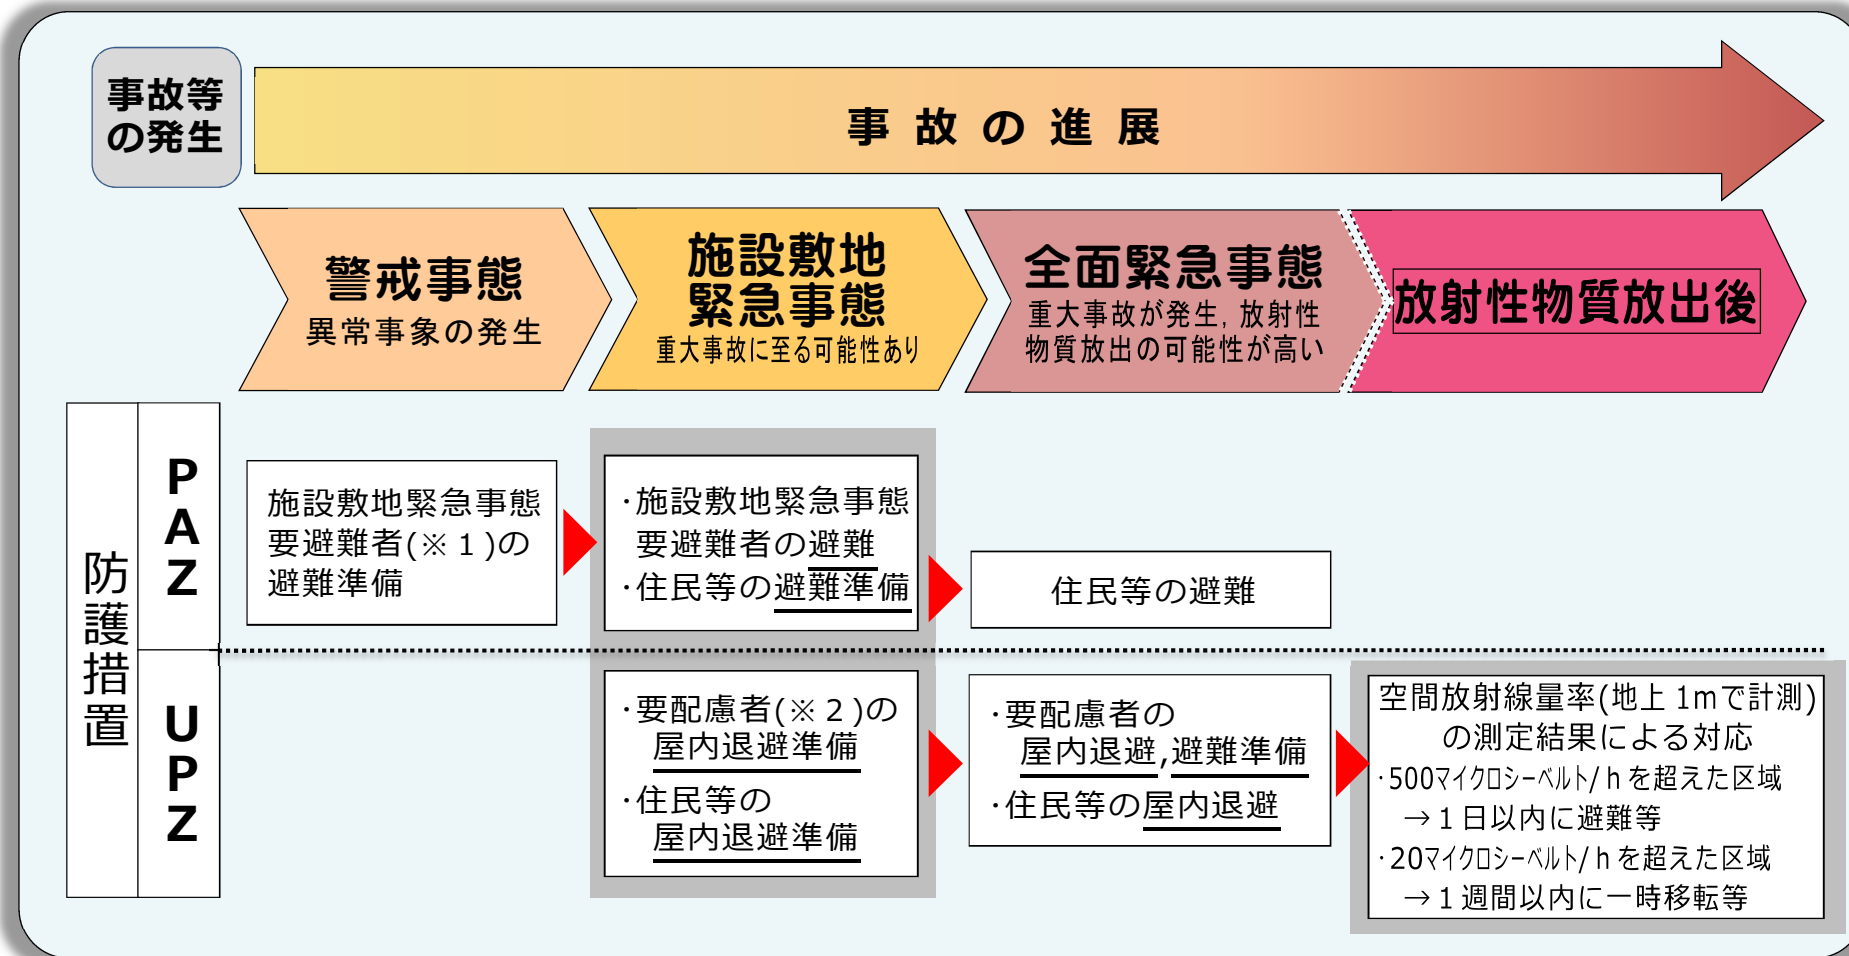 事故等
の発生
事故の進展
警戒事態
異常事象の発生
施設敷地
緊急事態
重大事故に至る可能性あり
全面緊急事態
重大事故が発生，放射性
物質放出の可能性が高い
放射性物質放出後
防護措置
PAZ
施設敷地緊急事態
要避難者(※１)の
避難準備
・施設敷地緊急事態
要避難者の避難
・住民等の避難準備
住民等の避難
UPZ
・要配慮者(※２)の
屋内退避準備
・住民等の
屋内退避準備
・要配慮者の
屋内退避,避難準備
・住民等の屋内退避
空間放射線量率(地上1mで計測)
の測定結果による対応
・500マイクロシーベルト/hを超えた区域
→１日以内に避難等
・20マイクロシーベルト/hを超えた区域
→１週間以内に一時移転等